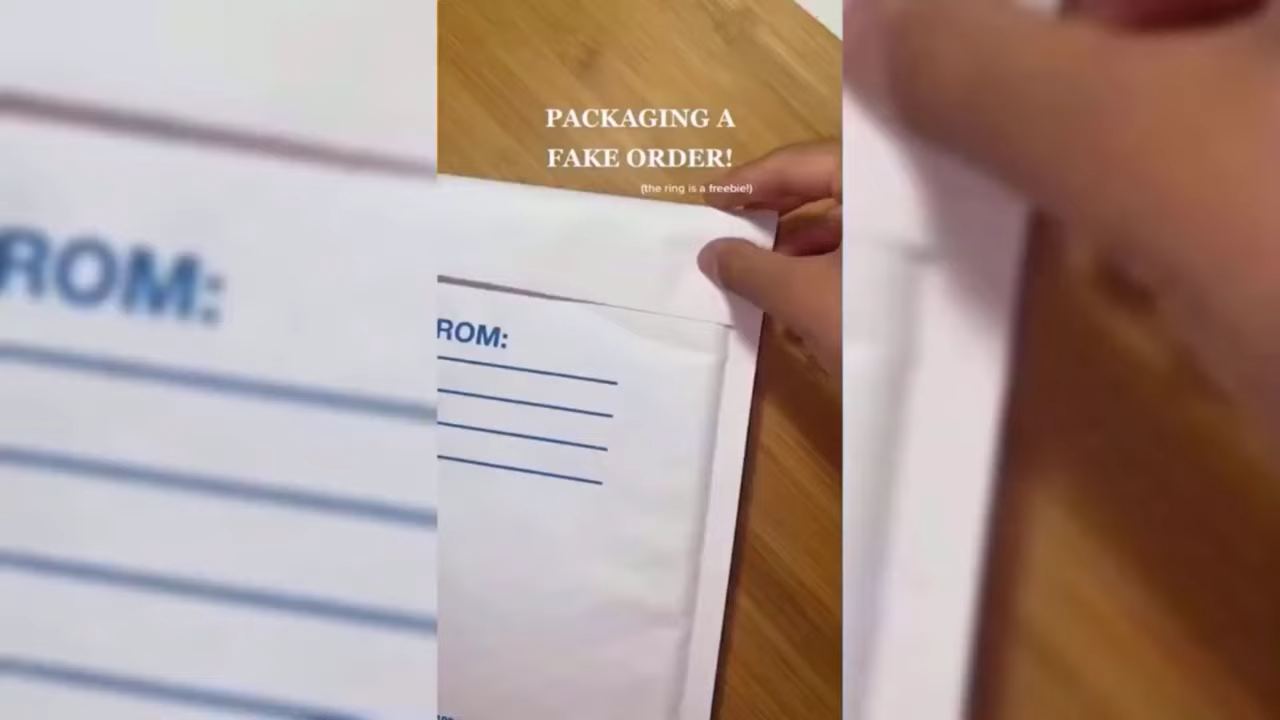 PACKAGING A
FAKE ORDER!
(the ring is a freebie!)
ROM:
ROM: